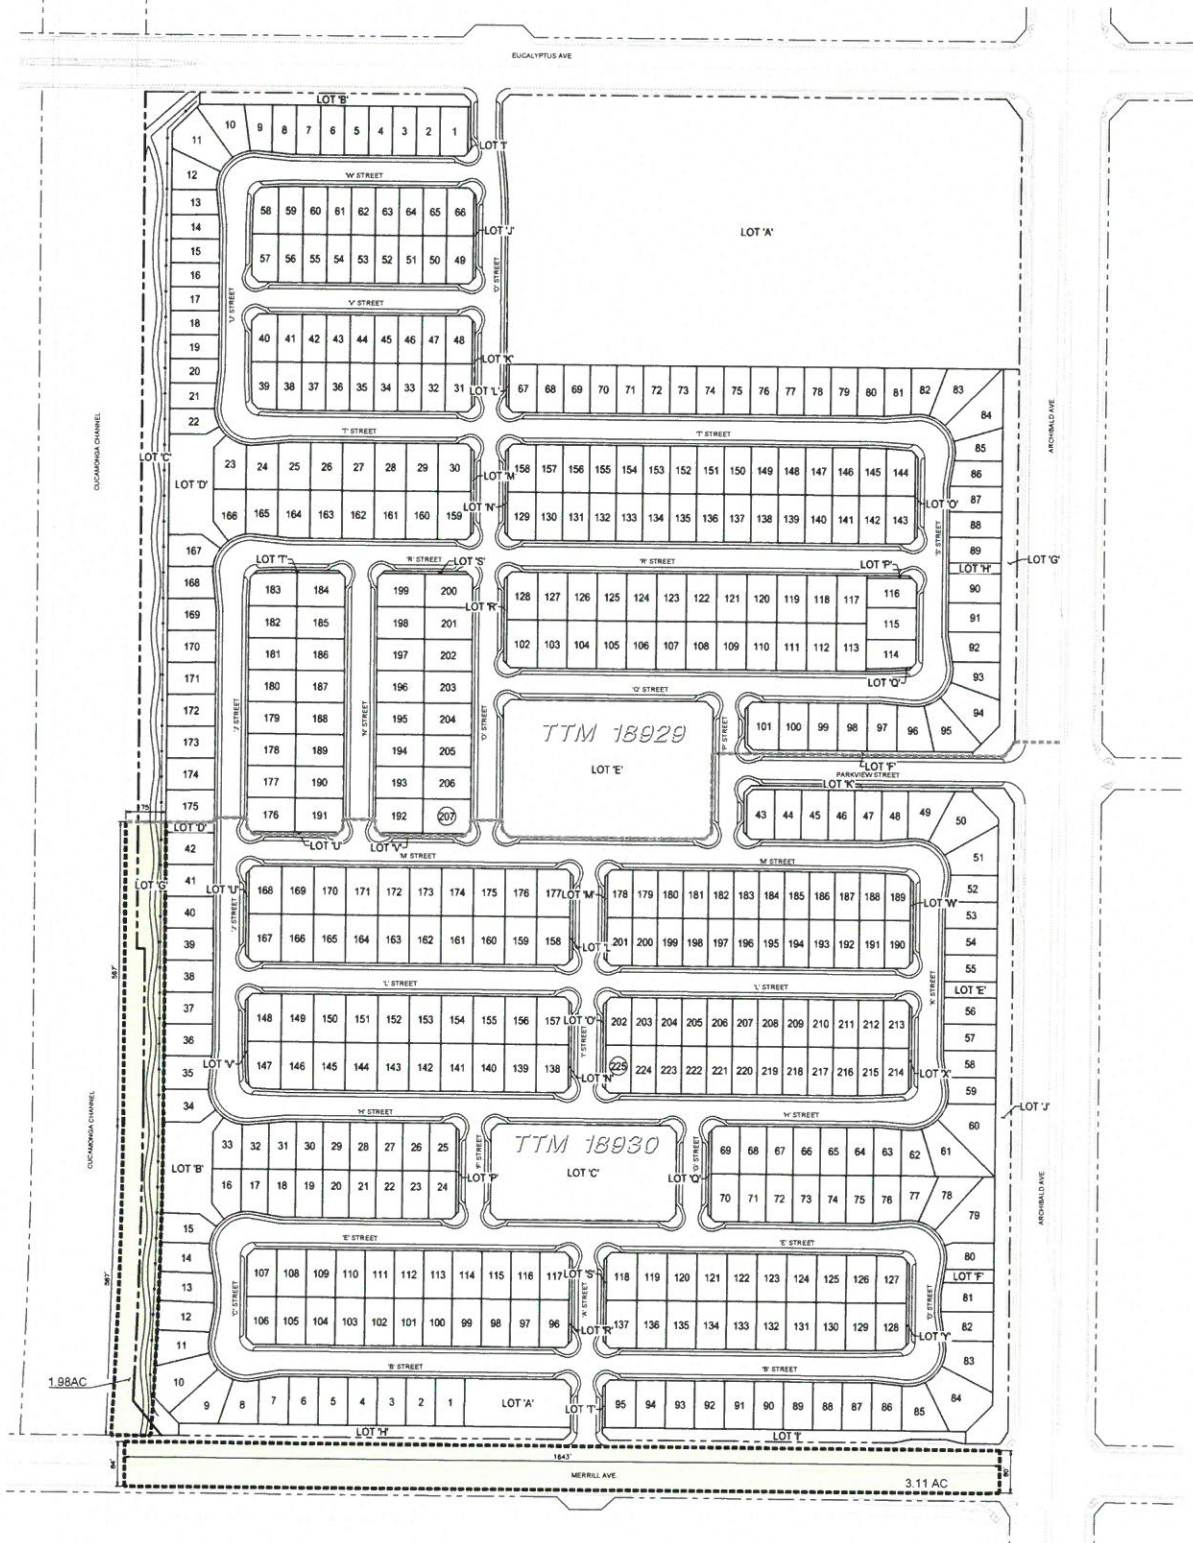 EUCALYPTUS AVE
LOT 'B'
11 10 9 8 7 6 5 4 3 2 1
LOT 'I'
12
'W' STREET
13
58 59 60 61 62 63 64 65 66
14
LOT 'J'
LOT 'A'
15
57 56 55 54 53 52 51 50 49
16
'O' STREET
17
'U' STREET
'V' STREET
18
40 41 42 43 44 45 46 47 48
19
LOT 'K'
20
39 38 37 36 35 34 33 32 31
LOT 'L'
67 68 69 70 71 72 73 74 75 76 77 78 79 80 81 82 83
21
84
22
'T' STREET
'T' STREET
ARCHIBALD AVE
CUCAMONGA CHANNEL
LOT 'C'
85
23 24 25 26 27 28 29 30
LOT 'M'
158 157 156 155 154 153 152 151 150 149 148 147 146 145 144
86
LOT 'D'
87
LOT 'N'
LOT 'O'
166 165 164 163 162 161 160 159
129 130 131 132 133 134 135 136 137 138 139 140 141 142 143
88
'S' STREET
167
89
LOT 'T'
'R' STREET
LOT 'S'
'R' STREET
LOT 'P'
LOT 'H'
LOT 'G'
168
183 184 199 200
128 127 126 125 124 123 122 121 120 119 118 117 116
90
LOT 'R'
169
182 185 198 201
115
91
170
181 186 197 202
102 103 104 105 106 107 108 109 110 111 112 113 114
92
171
180 187 196 203
LOT 'Q'
93
'Q' STREET
172
179 188 195 204
94
'J' STREET
'N' STREET
'O' STREET
'P' STREET
TTM 18929
101 100 99 98 97 96 95
173
178 189 194 205
LOT 'E'
LOT 'F'
174
177 190 193 206
PARKVIEW STREET
LOT 'K'
175
176 191 192 207
43 44 45 46 47 48 49 50
75'
LOT 'D'
LOT 'U'
LOT 'V'
42
'M' STREET
'M' STREET
51
41
LOT 'G'
LOT 'U'
168 169 170 171 172 173 174 175 176 177
LOT 'M'
178 179 180 181 182 183 184 185 186 187 188 189
LOT 'W'
52
40
'J' STREET
53
39
167 166 165 164 163 162 161 160 159 158
LOT 'L'
201 200 199 198 197 196 195 194 193 192 191 190
54
587'
38
55
'L' STREET
'L' STREET
'K' STREET
LOT 'E'
37
148 149 150 151 152 153 154 155 156 157
LOT 'O'
202 203 204 205 206 207 208 209 210 211 212 213
56
36
'I' STREET
57
LOT 'V'
147 146 145 144 143 142 141 140 139 138
LOT 'N'
225 224 223 222 221 220 219 218 217 216 215 214
LOT 'X'
58
35
59
34
'H' STREET
'H' STREET
LOT 'J'
CUCAMONGA CHANNEL
60
33 32 31 30 29 28 27 26 25
'F' STREET
TTM 18930
'G' STREET
69 68 67 66 65 64 63 62 61
LOT 'B'
LOT 'P'
LOT 'C'
LOT 'Q'
16 17 18 19 20 21 22 23 24
70 71 72 73 74 75 76 77 78
ARCHIBALD AVE
79
15
'E' STREET
'E' STREET
14
80
587'
107 108 109 110 111 112 113 114 115 116 117
LOT 'S'
118 119 120 121 122 123 124 125 126 127
LOT 'F'
13
'C' STREET
'A' STREET
'D' STREET
81
12
106 105 104 103 102 101 100 99 98 97 96
LOT 'R'
137 136 135 134 133 132 131 130 129 128
LOT 'Y'
82
11
83
'B' STREET
'B' STREET
1.98AC
10
9 8 7 6 5 4 3 2 1
LOT 'A'
LOT 'T'
95 94 93 92 91 90 89 88 87 86 85
84
LOT 'H'
LOT 'I'
84'
1643'
MERRILL AVE.
80'
3.11 AC